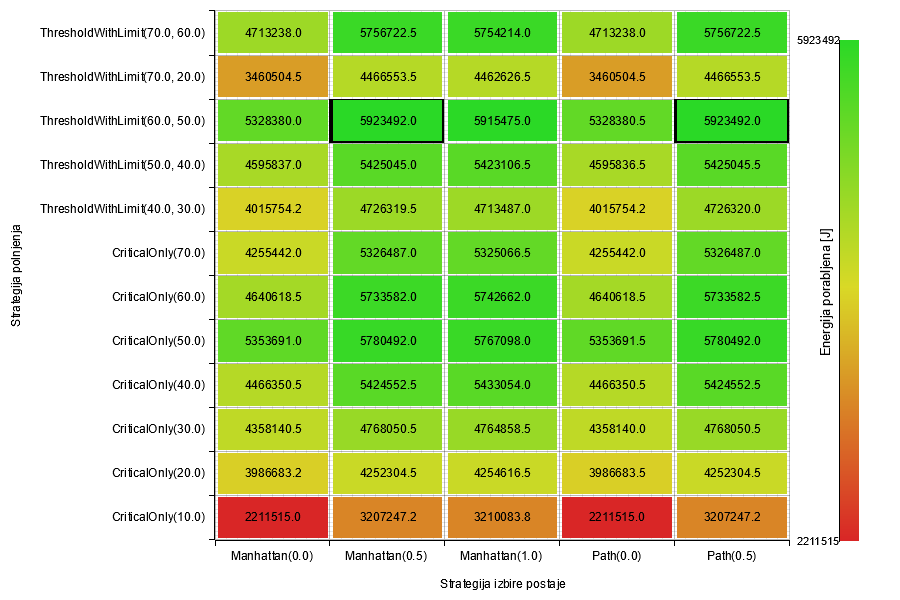 ThresholdWithLimit(70.0, 60.0) 4713238.0 5756722.5 5754214.0 4713238.0 5756722.5
ThresholdWithLimit(70.0, 20.0) 3460504.5 4466553.5 4462626.5 3460504.5 4466553.5
ThresholdWithLimit(60.0, 50.0) 5328380.0 5923492.0 5915475.0 5328380.5 5923492.0
ThresholdWithLimit(50.0, 40.0) 4595837.0 5425045.0 5423106.5 4595836.5 5425045.5
ThresholdWithLimit(40.0, 30.0) 4015754.2 4726319.5 4713487.0 4015754.2 4726320.0
CriticalOnly(70.0) 4255442.0 5326487.0 5325066.5 4255442.0 5326487.0
CriticalOnly(60.0) 4640618.5 5733582.0 5742662.0 4640618.5 5733582.5
CriticalOnly(50.0) 5353691.0 5780492.0 5767098.0 5353691.5 5780492.0
CriticalOnly(40.0) 4466350.5 5424552.5 5433054.0 4466350.5 5424552.5
CriticalOnly(30.0) 4358140.5 4768050.5 4764858.5 4358140.0 4768050.5
CriticalOnly(20.0) 3986683.2 4252304.5 4254616.5 3986683.5 4252304.5
CriticalOnly(10.0) 2211515.0 3207247.2 3210083.8 2211515.0 3207247.2
Manhattan(0.0) Manhattan(0.5) Manhattan(1.0) Path(0.0) Path(0.5)
Strategija izbire postaje
Strategija polnjenja
5923492
Energija porabljena [J]
2211515